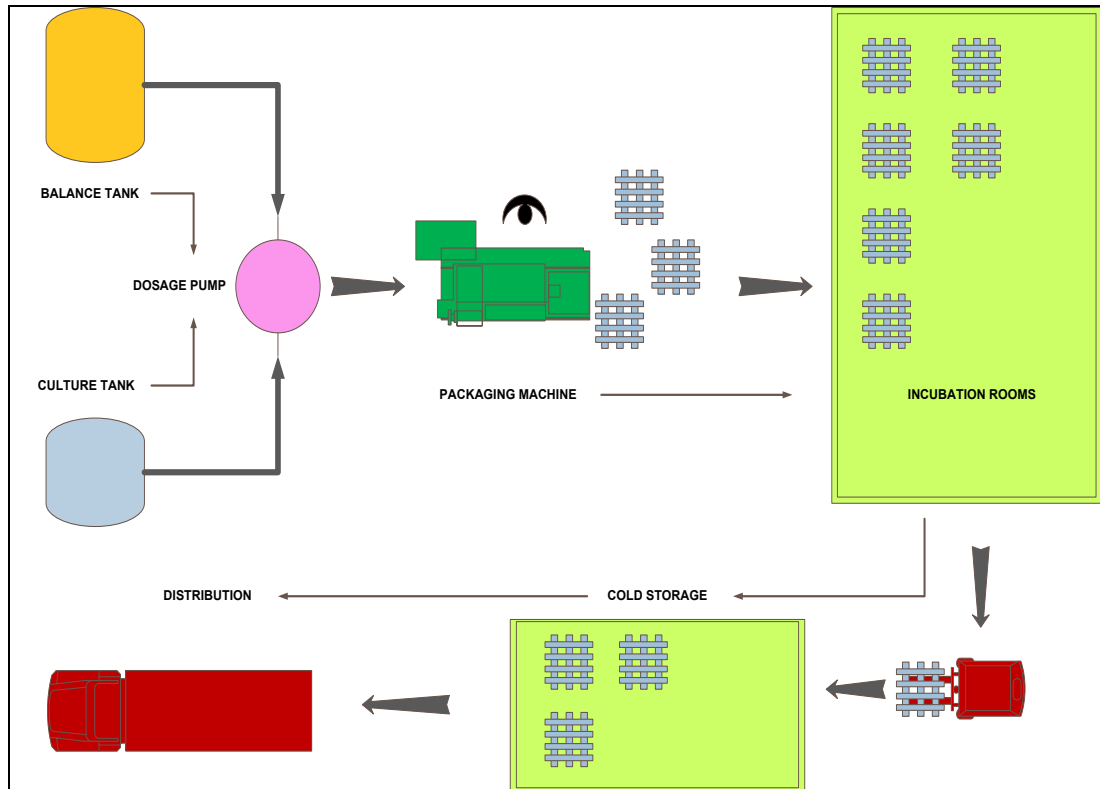 BALANCE TANK
DOSAGE PUMP
CULTURE TANK
PACKAGING MACHINE
INCUBATION ROOMS
DISTRIBUTION
COLD STORAGE